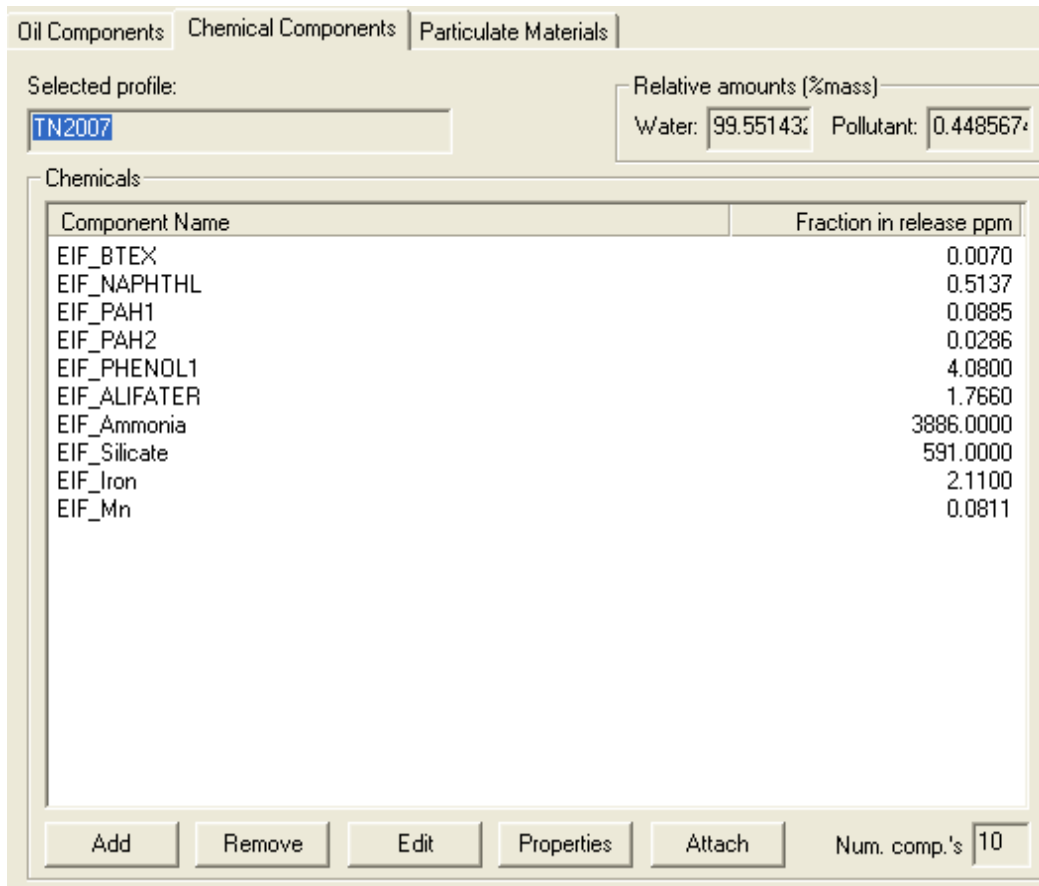 Oil Components Chemical Components Particulate Materials
Selected profile: Relative amounts (%mass)
TN2007 Water: 99.551432 Pollutant: 0.4485674
Chemicals
Component Name Fraction in release ppm
EIF_BTEX 0.0070
EIF_NAPHTHL 0.5137
EIF_PAH1 0.0885
EIF_PAH2 0.0286
EIF_PHENOL1 4.0800
EIF_ALIFATER 1.7660
EIF_Ammonia 3886.0000
EIF_Silicate 591.0000
EIF_Iron 2.1100
EIF_Mn 0.0811
Add Remove Edit Properties Attach Num. comp.'s 10